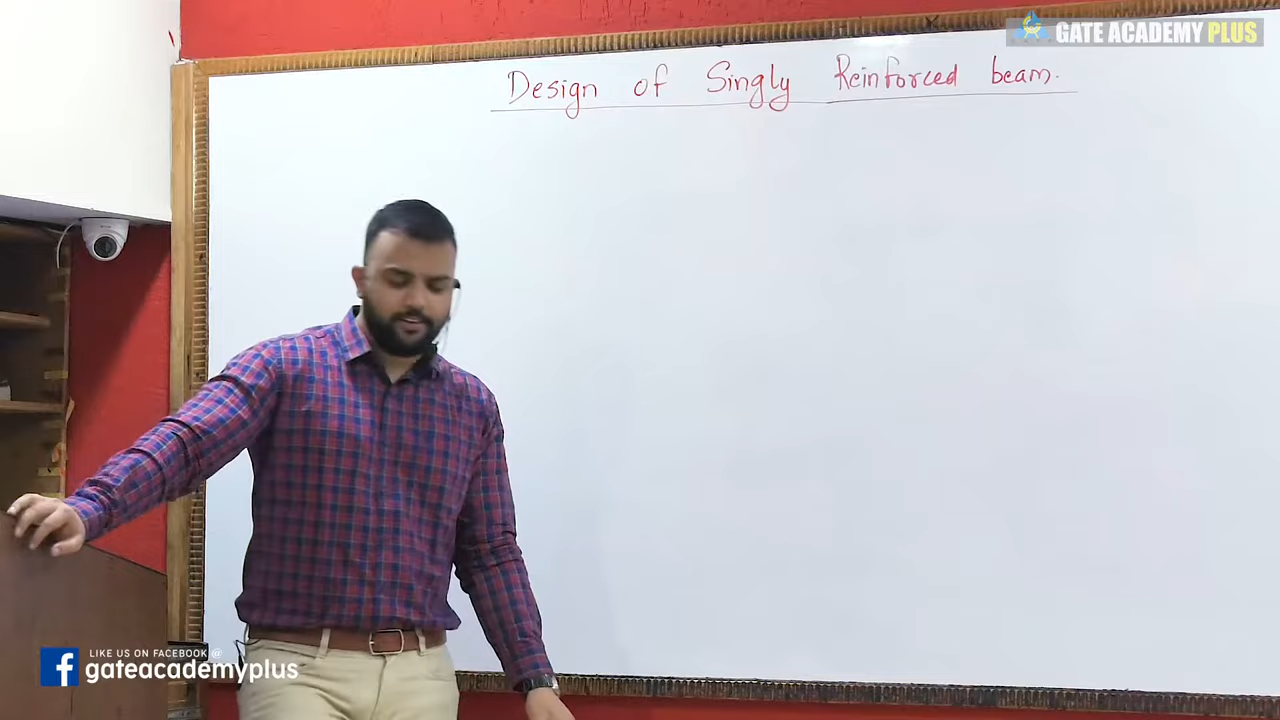 GATE ACADEMY PLUS
Design of Singly Reinforced beam.
LIKE US ON FACEBOOK @
gateacademyplus